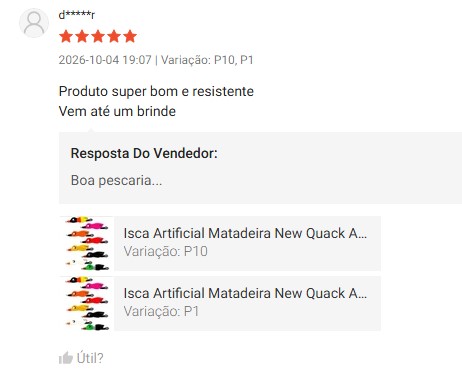 d*****r
2026-10-04 19:07 | Variação: P10, P1
Produto super bom e resistente
Vem até um brinde
Resposta Do Vendedor:
Boa pescaria...
Isca Artificial Matadeira New Quack A...
Variação: P10
Isca Artificial Matadeira New Quack A...
Variação: P1
Útil?